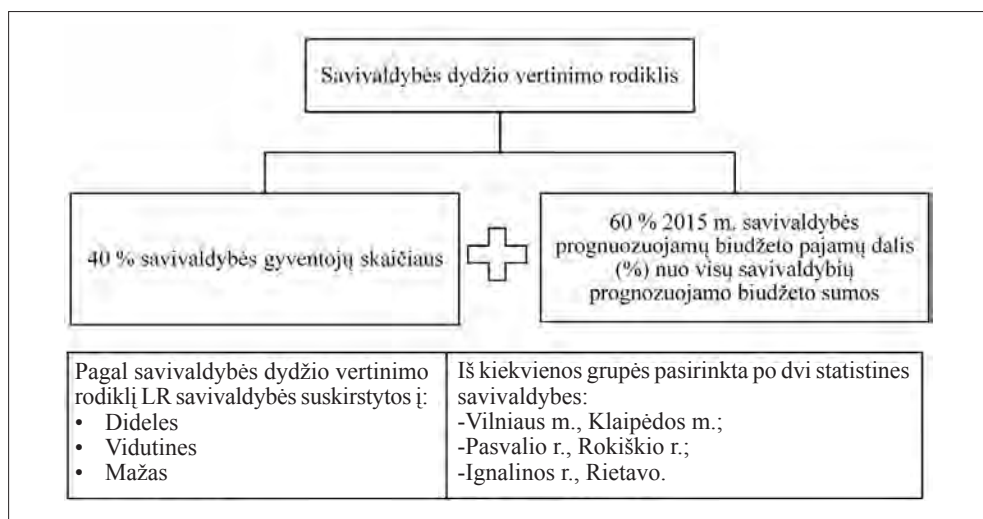 Savivaldybės dydžio vertinimo rodiklis
40 % savivaldybės gyventojų skaičiaus
60 % 2015 m. savivaldybės
prognuozuojamų biudžeto pajamų dalis
(%) nuo visų savivaldybių
prognozuojamo biudžeto sumos
Pagal savivaldybės dydžio vertinimo
rodiklį LR savivaldybės suskirstytos į:
• Dideles
• Vidutines
• Mažas
Iš kiekvienos grupės pasirinkta po dvi statistines
savivaldybes:
-Vilniaus m., Klaipėdos m.;
-Pasvalio r., Rokiškio r.;
-Ignalinos r., Rietavo.